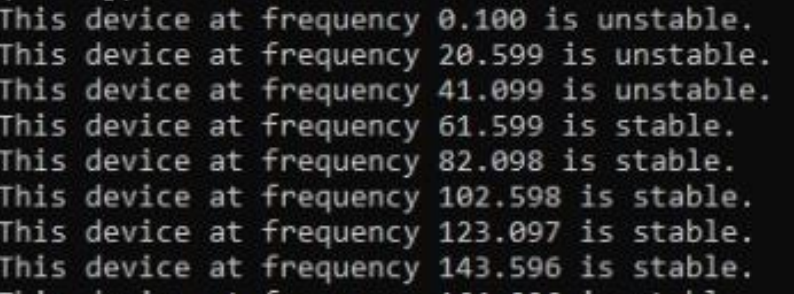 This device at frequency 0.100 is unstable.
This device at frequency 20.599 is unstable.
This device at frequency 41.099 is unstable.
This device at frequency 61.599 is stable.
This device at frequency 82.098 is stable.
This device at frequency 102.598 is stable.
This device at frequency 123.097 is stable.
This device at frequency 143.596 is stable.